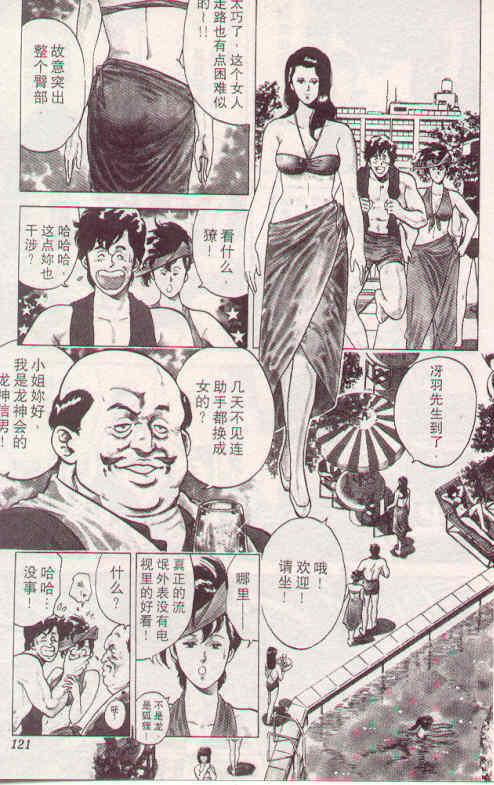 太巧了，这个女人
走路也有点困难似
的～!!
故意突出
整个臀部．
看什么，
獠！
哈哈哈，
这点妳也
干涉？
冴羽先生到了．
几天不见连
助手都换成
女的？
小姐妳好，
我是龙神会的
龙神信男！
哦！
欢迎！
请坐！
哪里—
真正的流
氓外表没有电
视里的好看！
不是龙
是狐狸！
什么？
哈哈…
没事！
哦！
121